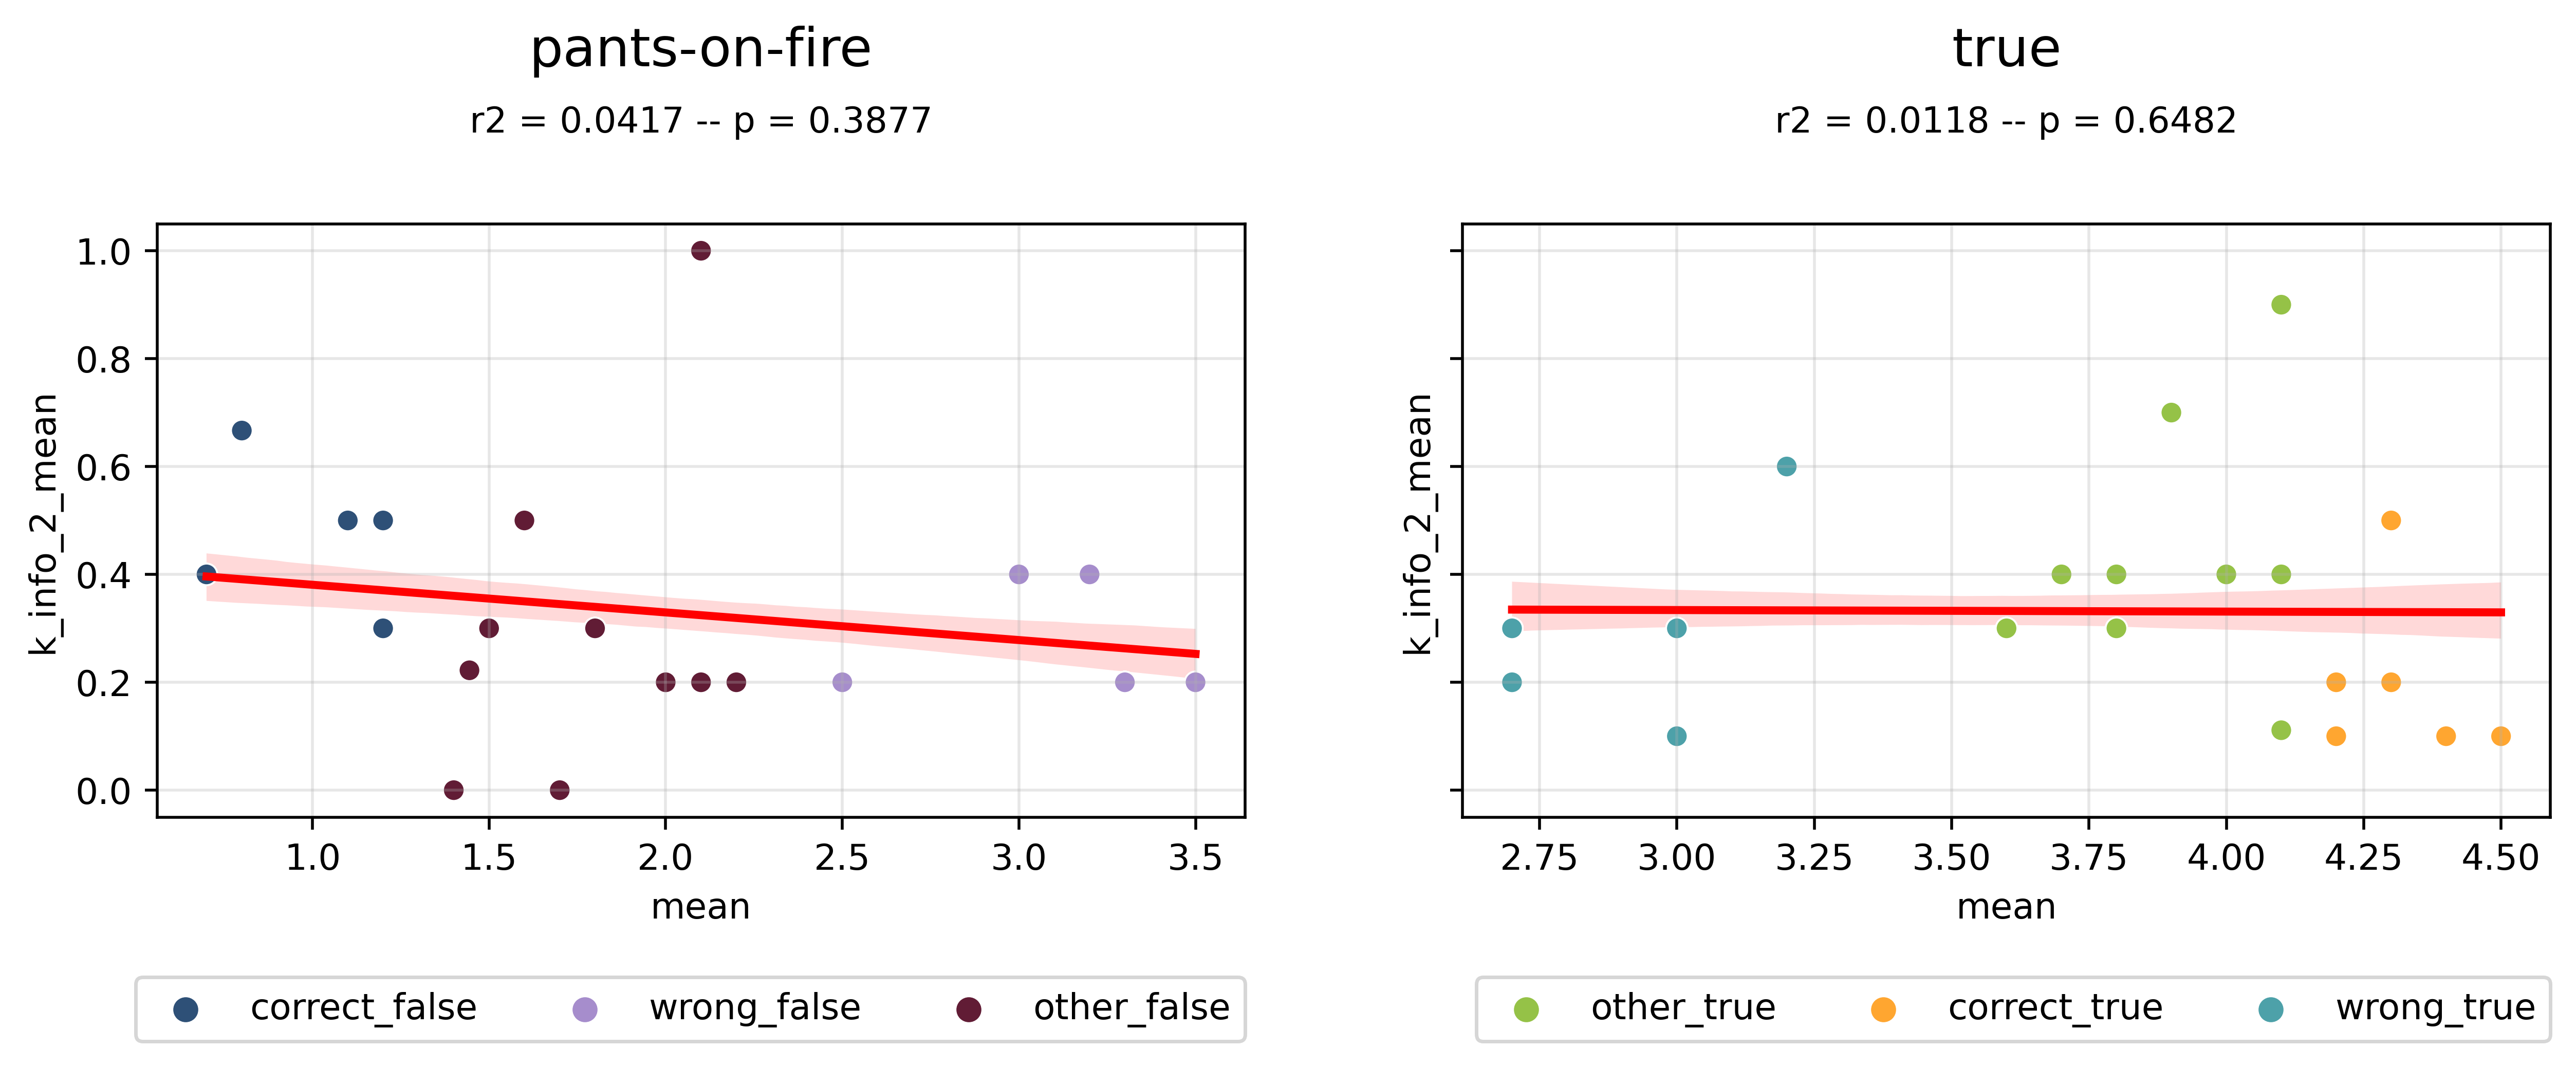 pants-on-fire
r2 = 0.0417 -- p = 0.3877
k_info_2_mean
1.0
0.8
0.6
0.4
0.2
0.0
1.0 1.5 2.0 2.5 3.0 3.5
mean
correct_false wrong_false other_false
true
r2 = 0.0118 -- p = 0.6482
k_info_2_mean
2.75 3.00 3.25 3.50 3.75 4.00 4.25 4.50
mean
other_true correct_true wrong_true